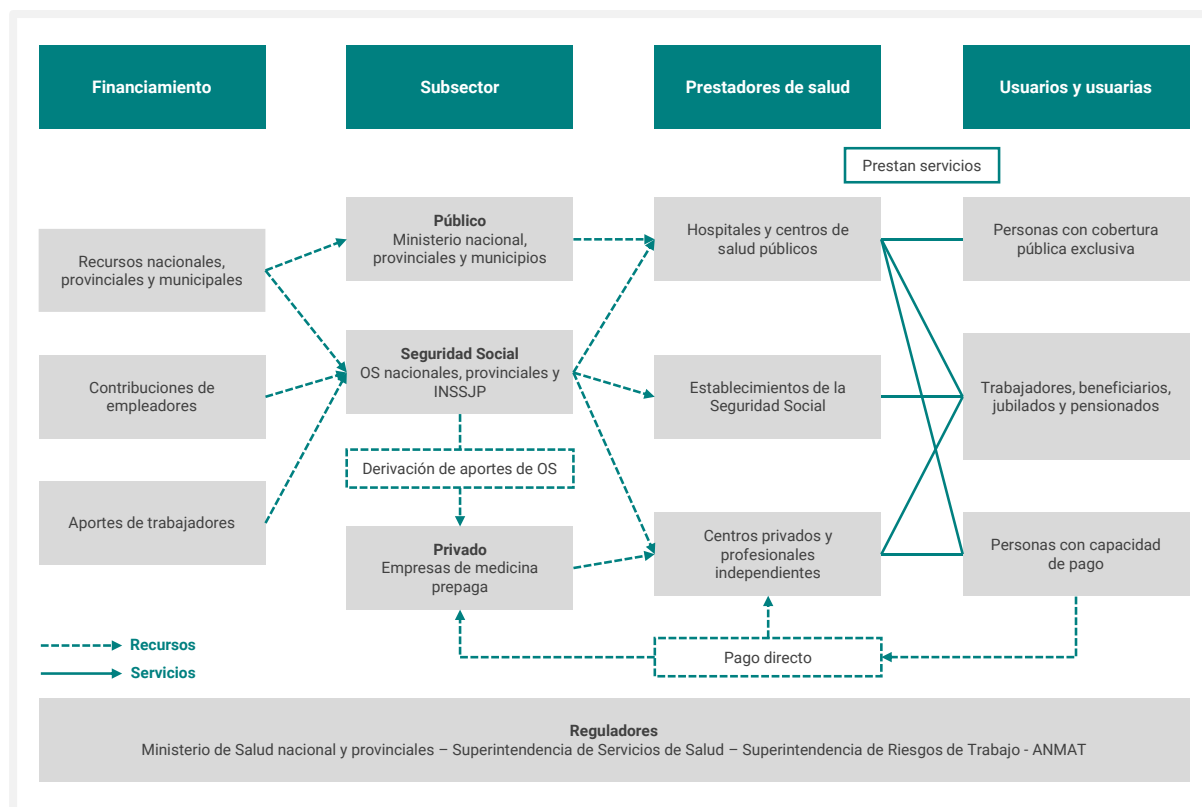 Financiamiento
Subsector
Prestadores de salud
Usuarios y usuarias
Prestan servicios
Recursos nacionales,
provinciales y municipales
Público
Ministerio nacional,
provinciales y municipios
Hospitales y centros de
salud públicos
Personas con cobertura
pública exclusiva
Contribuciones de
empleadores
Seguridad Social
OS nacionales, provinciales y
INSSJP
Establecimientos de la
Seguridad Social
Trabajadores, beneficiarios,
jubilados y pensionados
Derivación de aportes de OS
Aportes de trabajadores
Privado
Empresas de medicina
prepaga
Centros privados y
profesionales
independientes
Personas con capacidad
de pago
Recursos
Servicios
Pago directo
Reguladores
Ministerio de Salud nacional y provinciales – Superintendencia de Servicios de Salud – Superintendencia de Riesgos de Trabajo - ANMAT